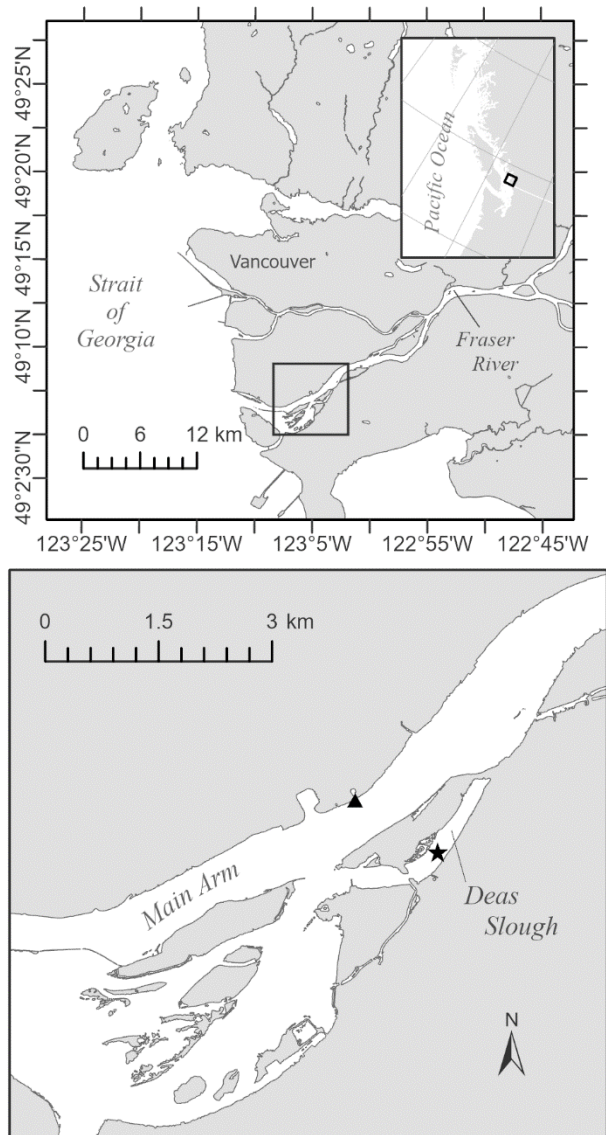 49°25'N
49°20'N
49°15'N
49°10'N
49°2'30"N
Pacific Ocean
Vancouver
Strait
of
Georgia
Fraser
River
0 6 12 km
123°25'W 123°15'W 123°5'W 122°55'W 122°45'W
0 1.5 3 km
Main Arm
Deas
Slough
N